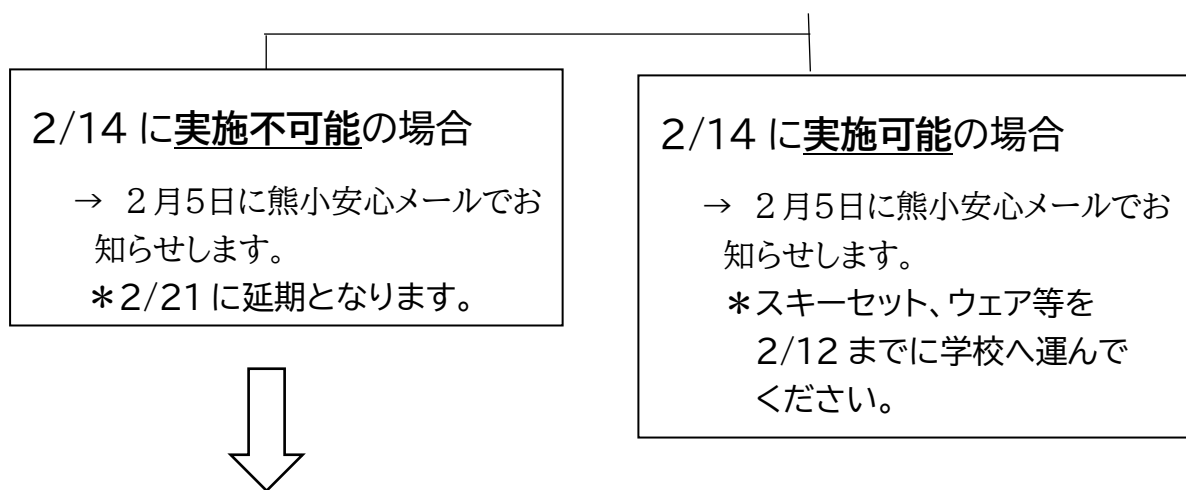 2/14 に実施不可能の場合
→ 2月5日に熊小安心メールでお
知らせします。
＊2/21 に延期となります。
2/14 に実施可能の場合
→ 2月5日に熊小安心メールでお
知らせします。
＊スキーセット、ウェア等を
2/12 までに学校へ運んで
ください。